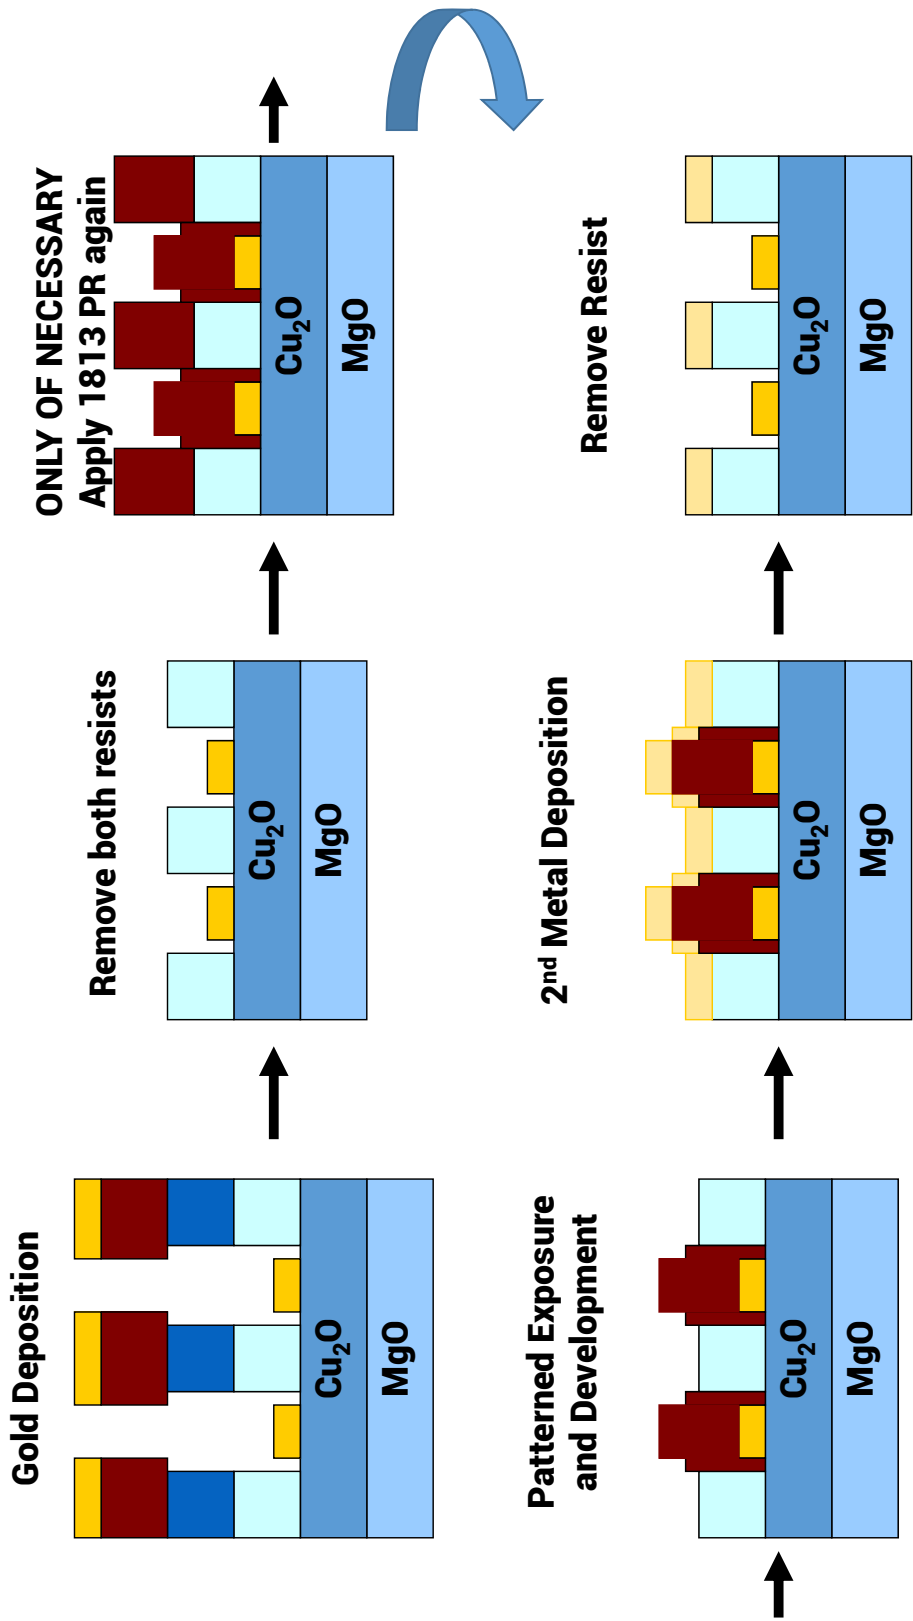 Gold Deposition
Cu₂O
MgO
Remove both resists
Cu₂O
MgO
ONLY OF NECESSARY
Apply 1813 PR again
Cu₂O
MgO
Patterned Exposure
and Development
Cu₂O
MgO
2nd Metal Deposition
Cu₂O
MgO
Remove Resist
Cu₂O
MgO